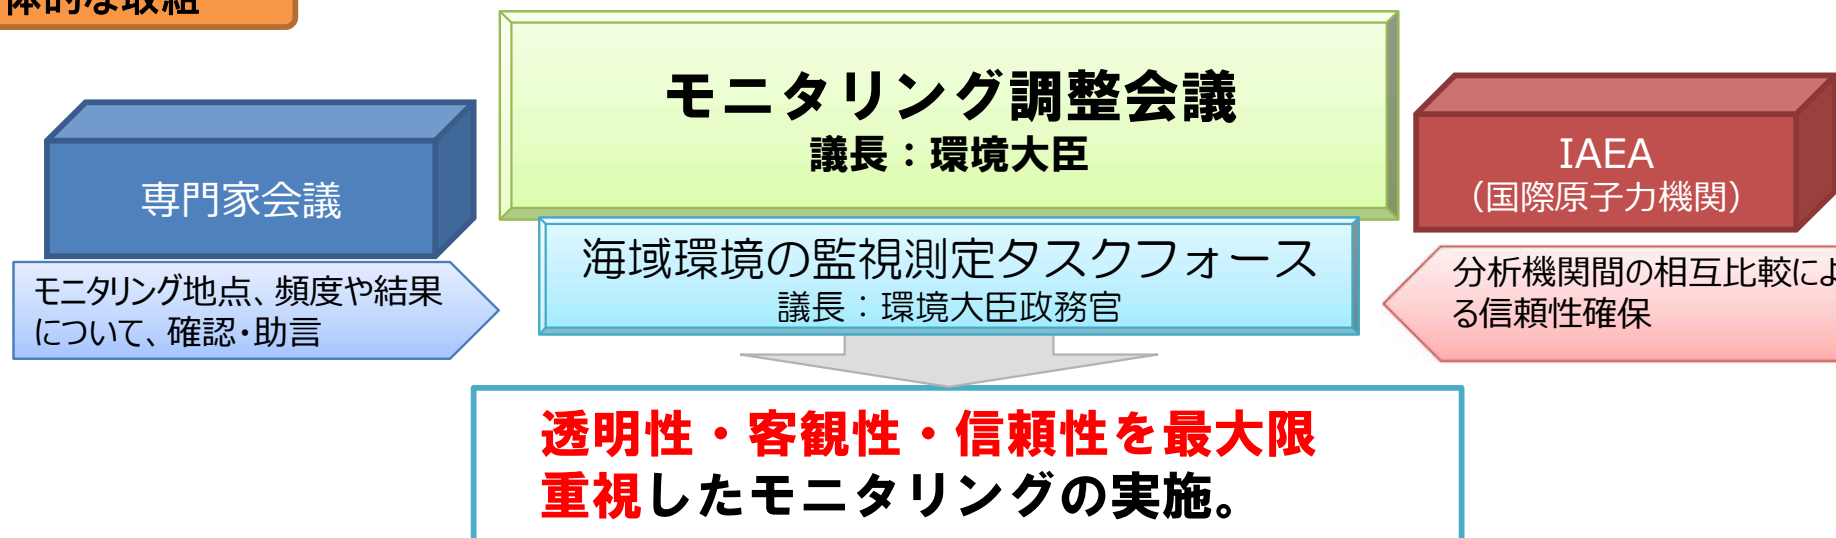 体的な取組
モニタリング調整会議
議長：環境大臣
専門家会議
IAEA
（国際原子力機関）
海域環境の監視測定タスクフォース
議長：環境大臣政務官
モニタリング地点、頻度や結果
について、確認・助言
分析機関間の相互比較によ
る信頼性確保
透明性・客観性・信頼性を最大限
重視したモニタリングの実施。